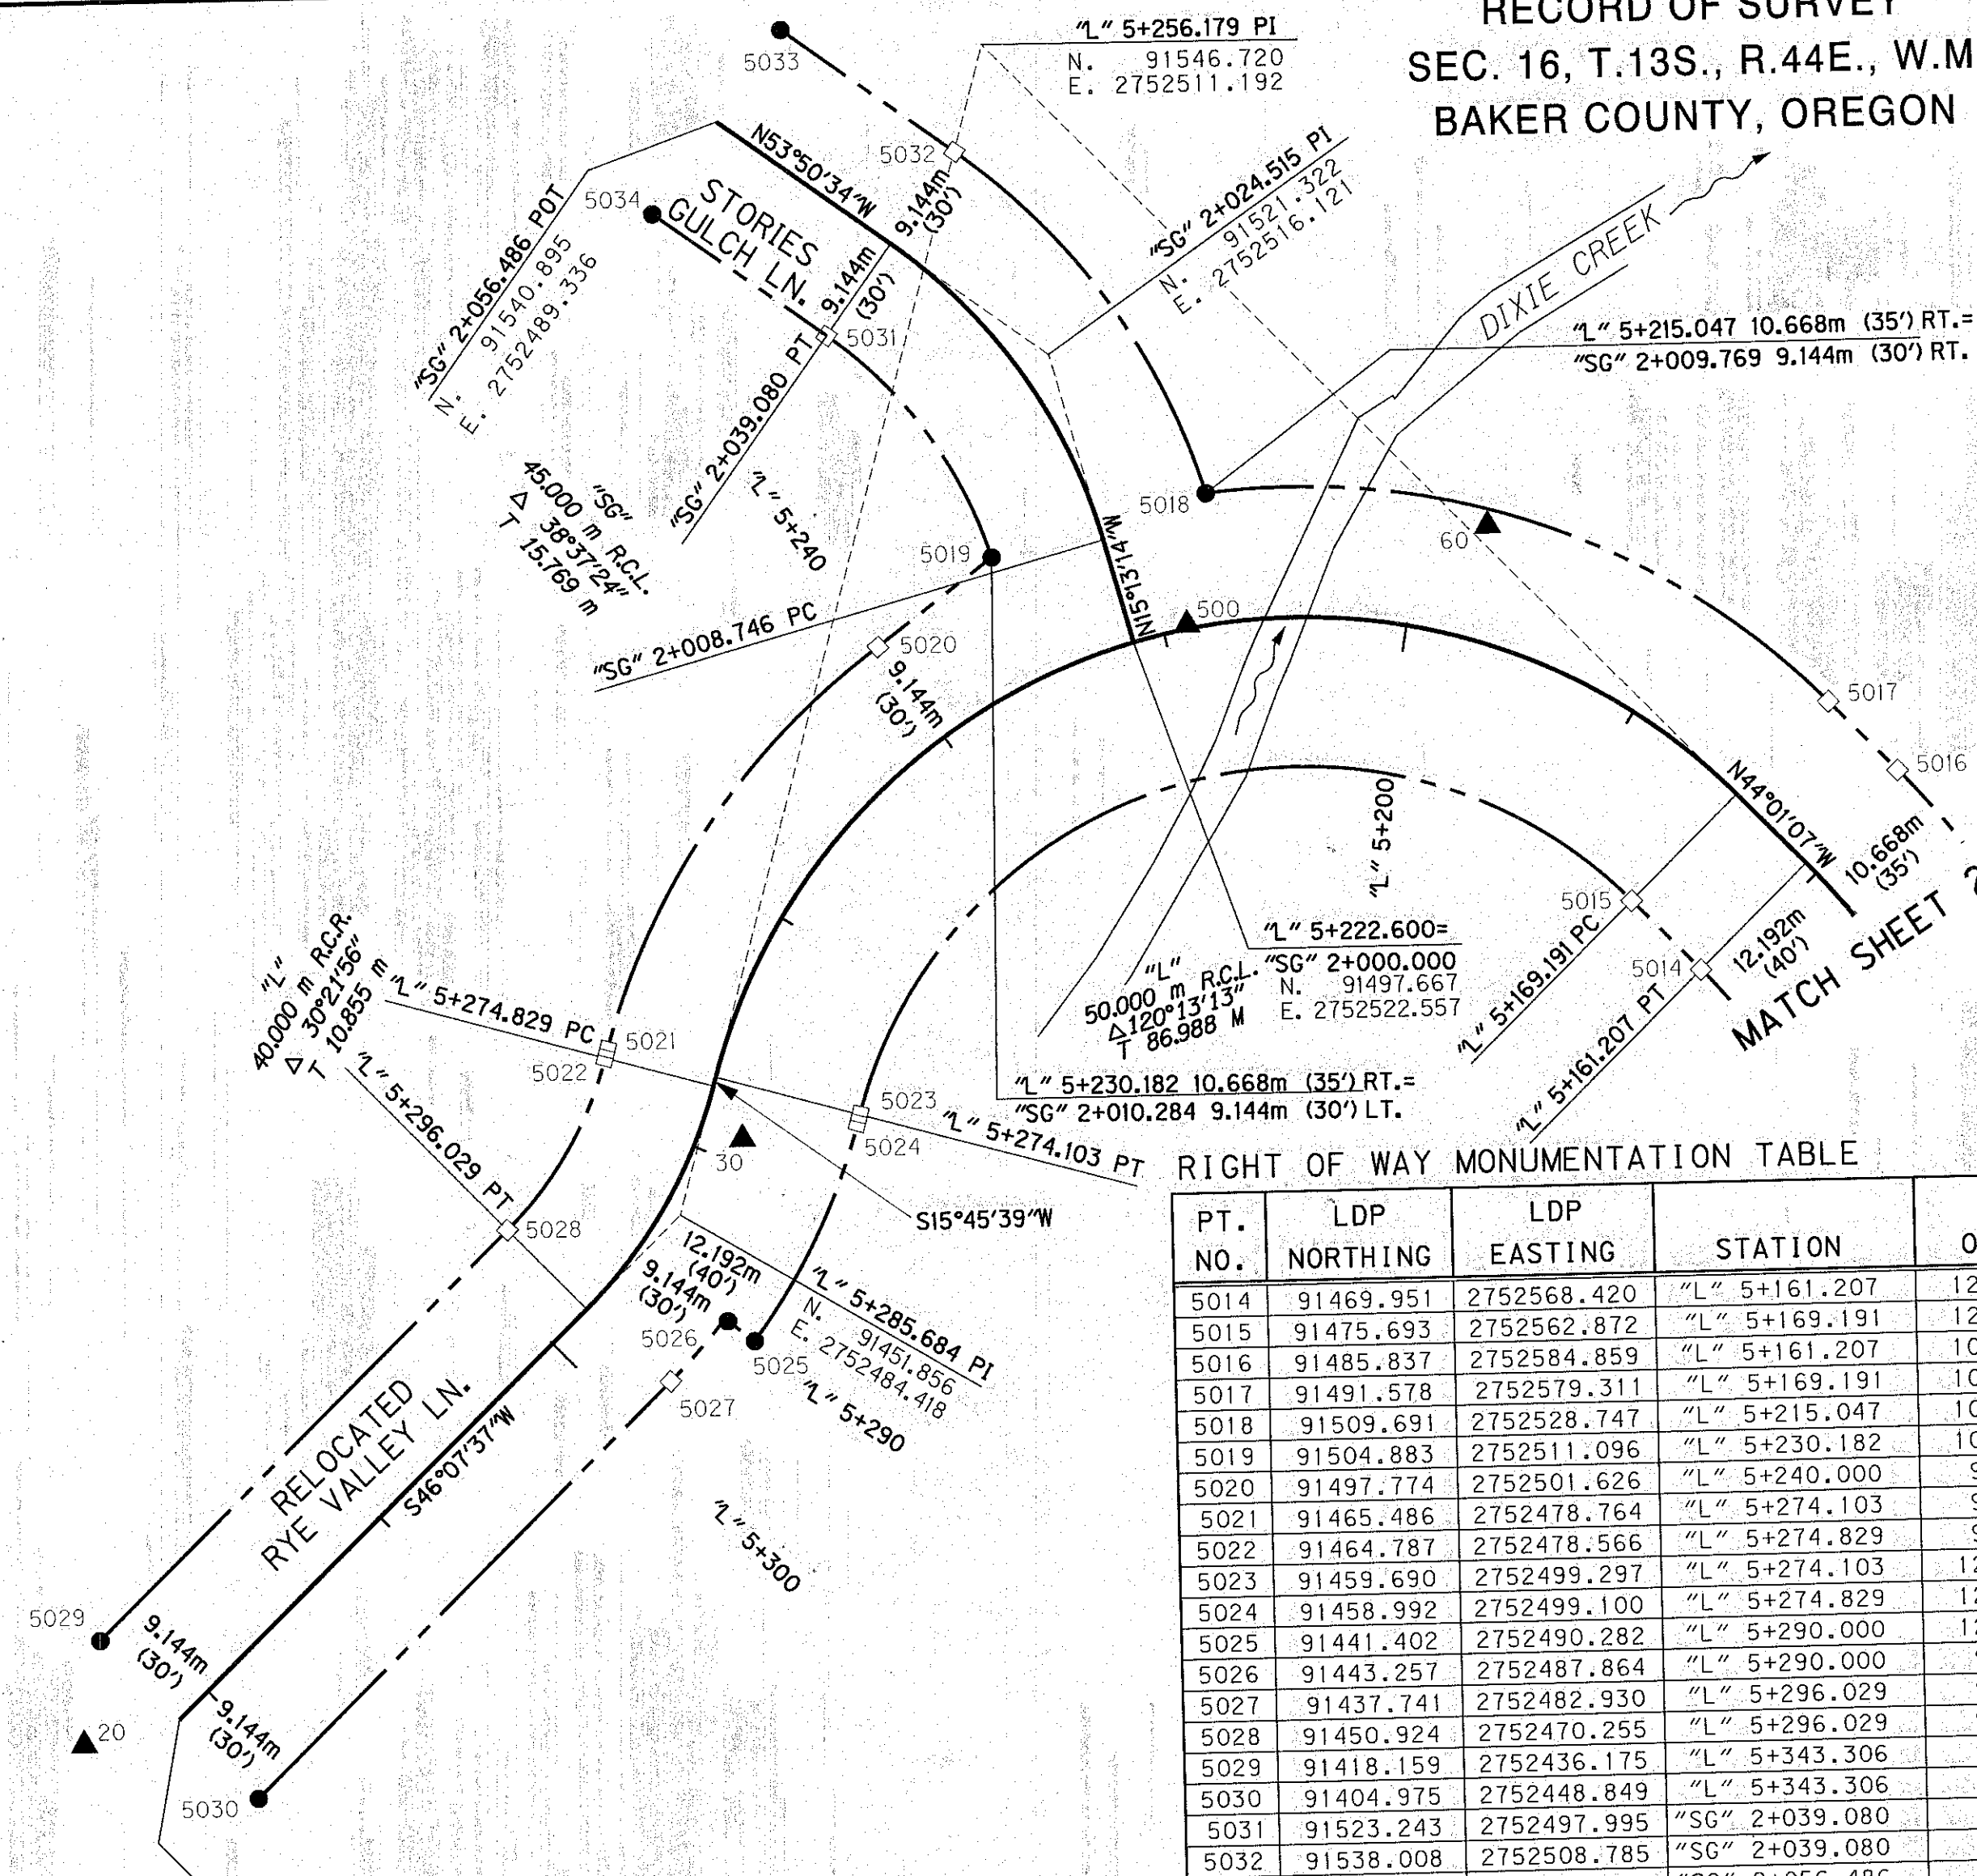 RECORD OF SURVEY
SEC. 16, T.13S., R.44E., W.M
BAKER COUNTY, OREGON
"L" 5+256.179 PI
N. 91546.720
E. 2752511.192
5033
5032
N53°50'34"W
9.144m
(30')
5034
STORIES
GULCH LN.
9.144m
(30')
5031
"SG" 2+056.486 POT
N. 91540.895
E. 2752489.336
"SG" 2+024.515 PI
N. 91521.322
E. 2752516.121
DIXIE CREEK
"L" 5+215.047 10.668m (35') RT.=
"SG" 2+009.769 9.144m (30') RT.
"SG" 2+039.080 PT
"L" 5+240
"SG"
45.000 m R.C.L.
Δ 38°37'24"
T 15.769 m
5018
60
5019
N15°13'14"W
500
"SG" 2+008.746 PC
5020
9.144m
(30')
5017
5016
N44°01'07"W
10.668m
(35')
"L" 5+200
5015
5014
12.192m
(40')
MATCH SHEET 2
"L" 5+169.191 PC
"L" 5+161.207 PT
"L" 5+222.600=
"SG" 2+000.000
N. 91497.667
E. 2752522.557
"L"
50.000 m R.C.L.
Δ120°13'13"
T 86.988 M
"L"
40.000 m R.C.R.
Δ 30°21'56"
T 10.855 m
"L" 5+274.829 PC
5021
5022
"L" 5+296.029 PT
"L" 5+230.182 10.668m (35') RT.=
"SG" 2+010.284 9.144m (30') LT.
5023
5024
"L" 5+274.103 PT
30
S15°45'39"W
5028
12.192m
(40')
9.144m
(30')
"L" 5+285.684 PI
N. 91451.856
E. 2752484.418
5026
5025
5027
"L" 5+290
RELOCATED
RYE VALLEY LN.
S46°07'37"W
"L" 5+300
5029
9.144m
(30')
9.144m
(30')
20
5030
RIGHT OF WAY MONUMENTATION TABLE
PT. NO. LDP NORTHING LDP EASTING STATION O
5014 91469.951 2752568.420 "L" 5+161.207 12
5015 91475.693 2752562.872 "L" 5+169.191 12
5016 91485.837 2752584.859 "L" 5+161.207 10
5017 91491.578 2752579.311 "L" 5+169.191 10
5018 91509.691 2752528.747 "L" 5+215.047 10
5019 91504.883 2752511.096 "L" 5+230.182 10
5020 91497.774 2752501.626 "L" 5+240.000 9
5021 91465.486 2752478.764 "L" 5+274.103 9
5022 91464.787 2752478.566 "L" 5+274.829 9
5023 91459.690 2752499.297 "L" 5+274.103 12
5024 91458.992 2752499.100 "L" 5+274.829 12
5025 91441.402 2752490.282 "L" 5+290.000 12
5026 91443.257 2752487.864 "L" 5+290.000
5027 91437.741 2752482.930 "L" 5+296.029
5028 91450.924 2752470.255 "L" 5+296.029
5029 91418.159 2752436.175 "L" 5+343.306
5030 91404.975 2752448.849 "L" 5+343.306
5031 91523.243 2752497.995 "SG" 2+039.080
5032 91538.008 2752508.785 "SG" 2+039.080